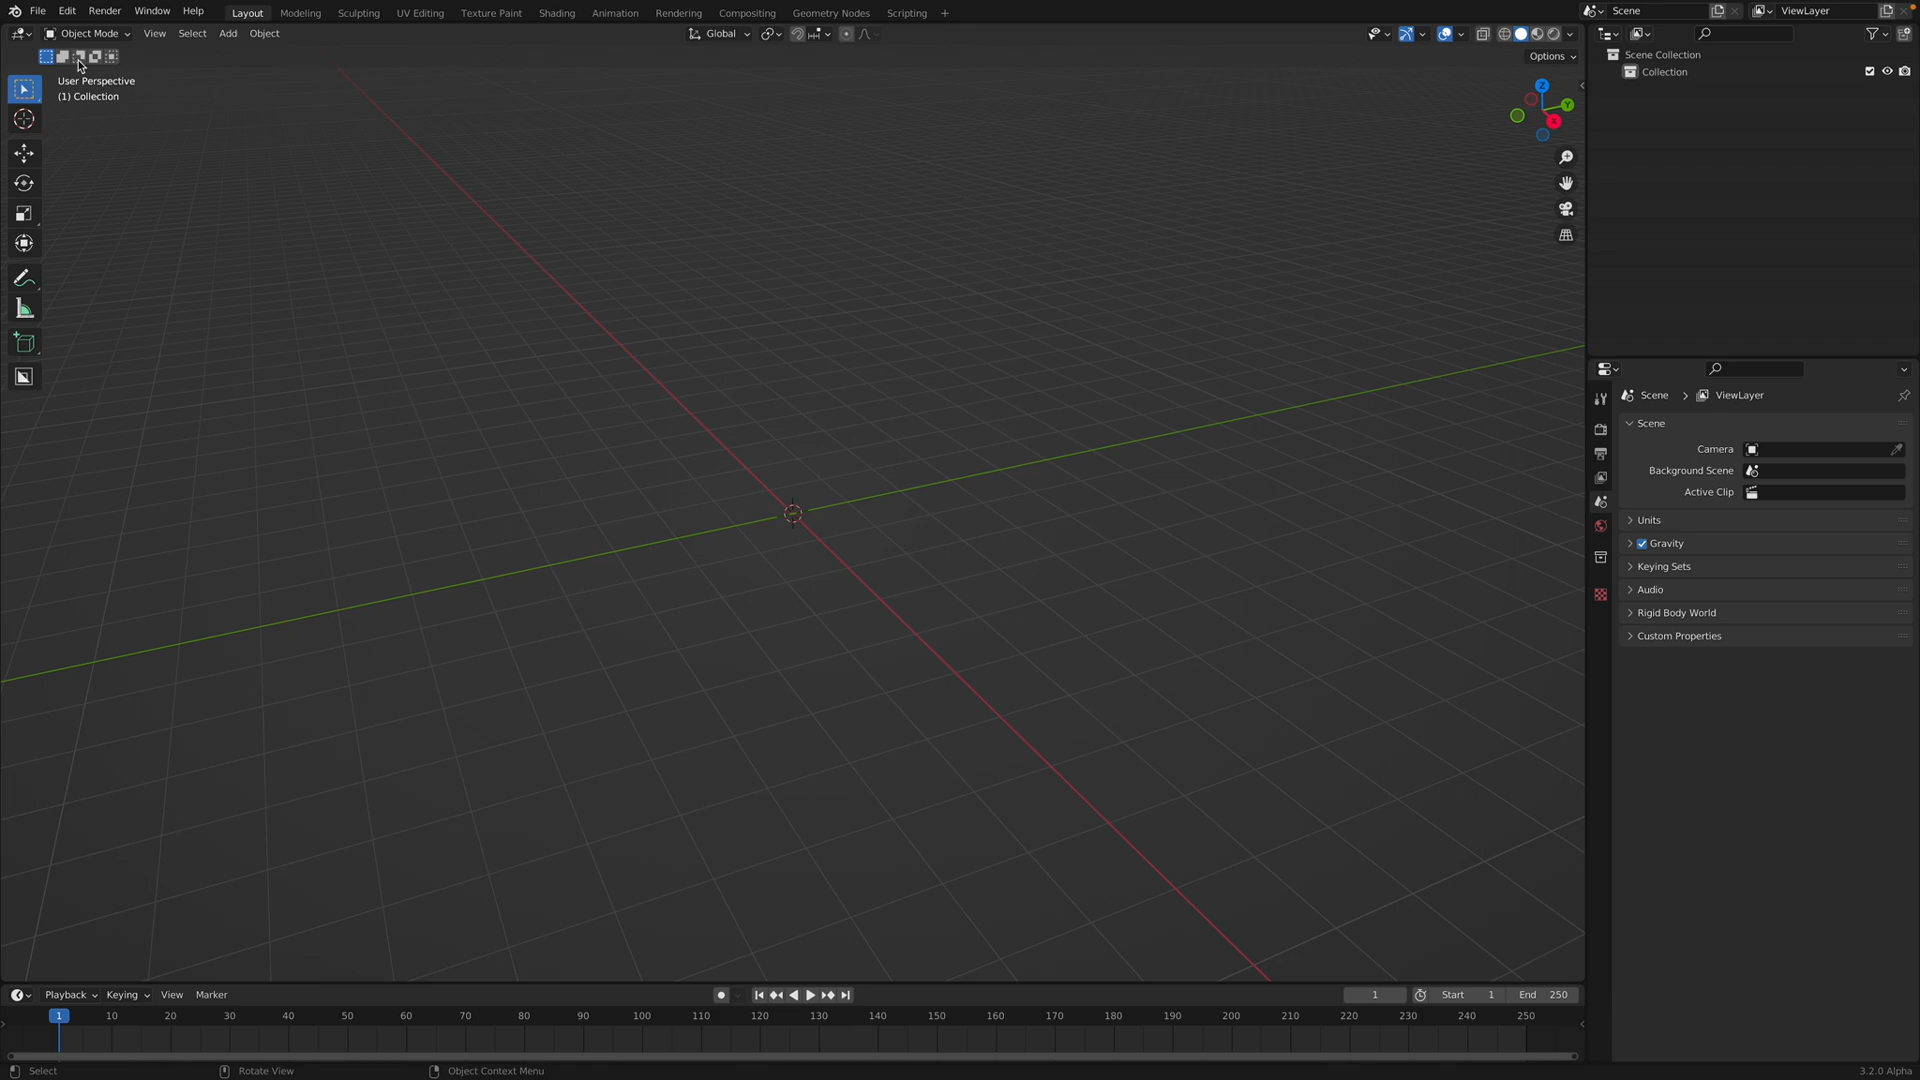 File Edit Render Window Help Layout Modeling Sculpting UV Editing Texture Paint Shading Animation Rendering Compositing Geometry Nodes Scripting + Scene ViewLayer
Object Mode View Select Add Object Global
Options
User Perspective
(1) Collection
Z
Y
X
Scene Collection
Collection
Scene > ViewLayer
Scene
Camera
Background Scene
Active Clip
Units
Gravity
Keying Sets
Audio
Rigid Body World
Custom Properties
Playback Keying View Marker 1 Start 1 End 250
1 10 20 30 40 50 60 70 80 90 100 110 120 130 140 150 160 170 180 190 200 210 220 230 240 250
Select Rotate View Object Context Menu 3.2.0 Alpha